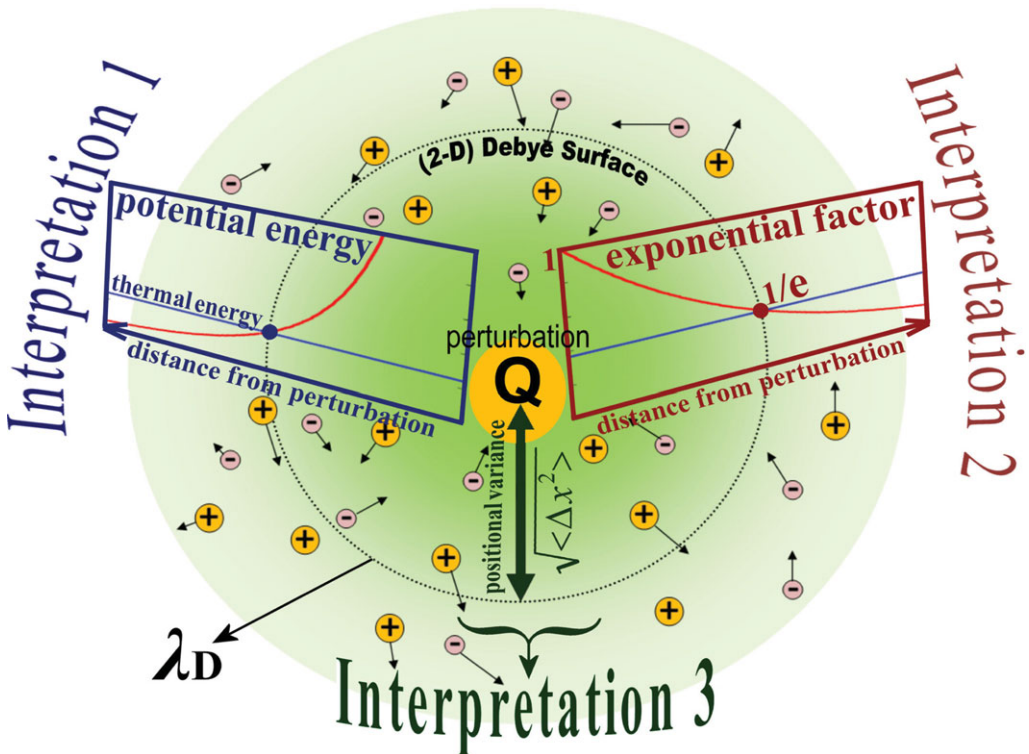 Interpretation 1
(2-D) Debye Surface
Interpretation 2
potential energy
thermal energy
distance from perturbation
1
exponential factor
1/e
distance from perturbation
perturbation
Q
positional variance
√<Δx²>
λD
Interpretation 3
+
+
+
+
+
+
+
+
+
+
+
+
+
+
-
-
-
-
-
-
-
-
-
-
-
-
-
-